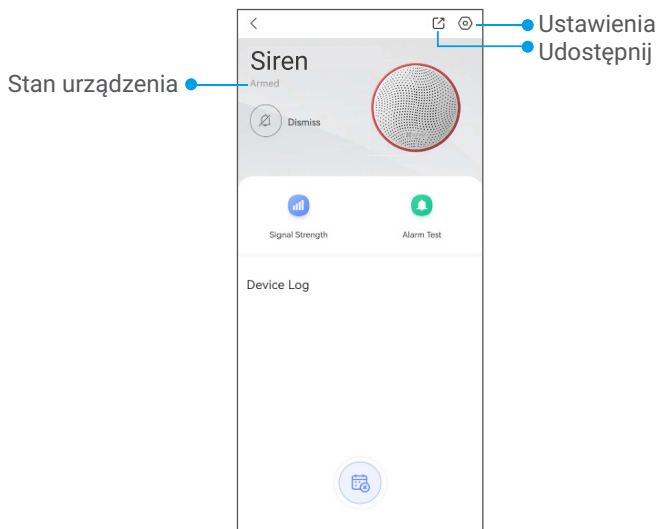 Ustawienia
Udostępnij
Siren
Stan urządzenia
Armed
Dismiss
Signal Strength
Alarm Test
Device Log